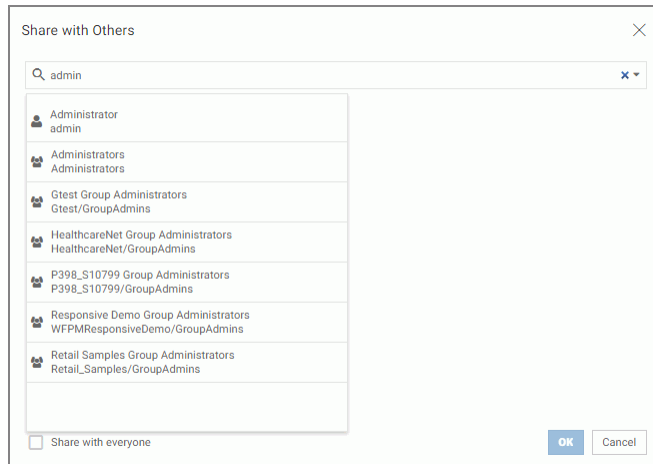 Share with Others
admin
Administrator
admin
Administrators
Administrators
Gtest Group Administrators
Gtest/GroupAdmins
HealthcareNet Group Administrators
HealthcareNet/GroupAdmins
P398_S10799 Group Administrators
P398_S10799/GroupAdmins
Responsive Demo Group Administrators
WFPMResponsiveDemo/GroupAdmins
Retail Samples Group Administrators
Retail_Samples/GroupAdmins
Share with everyone
OK
Cancel